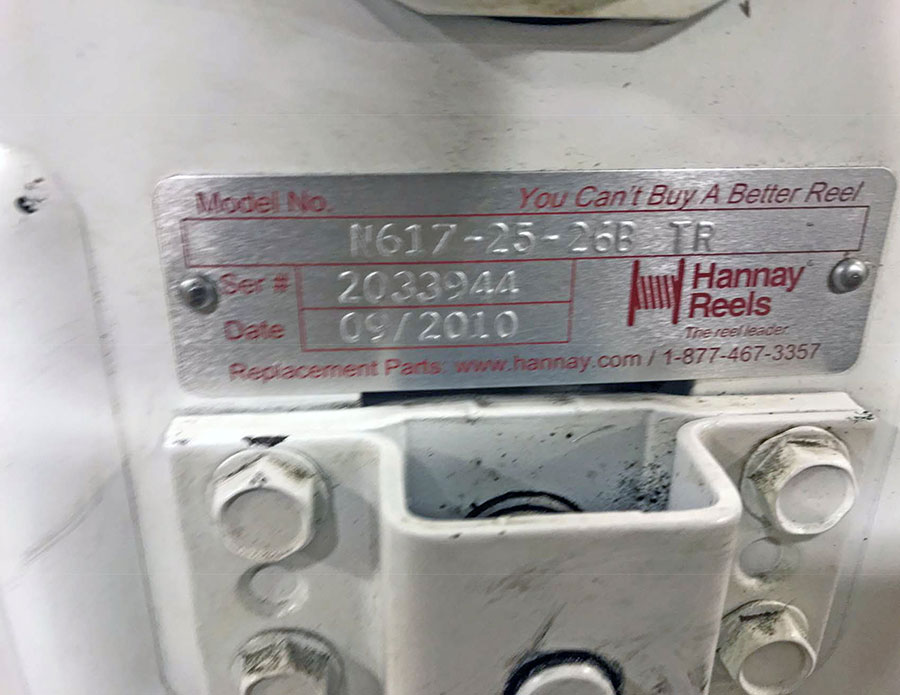 Model No. You Can't Buy A Better Reel
N617-25-26B TR
Ser # 2033944
Hannay Reels
Date 09/2010
The reel leader
Replacement Parts: www.hannay.com / 1-877-467-3357